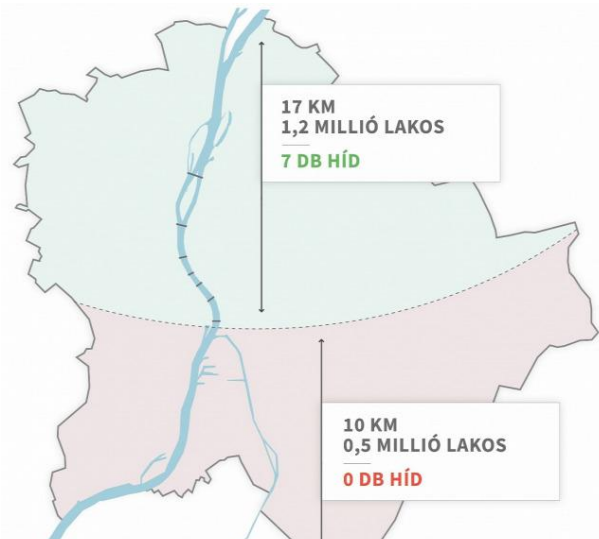 17 KM
1,2 MILLIÓ LAKOS
7 DB HÍD
10 KM
0,5 MILLIÓ LAKOS
0 DB HÍD